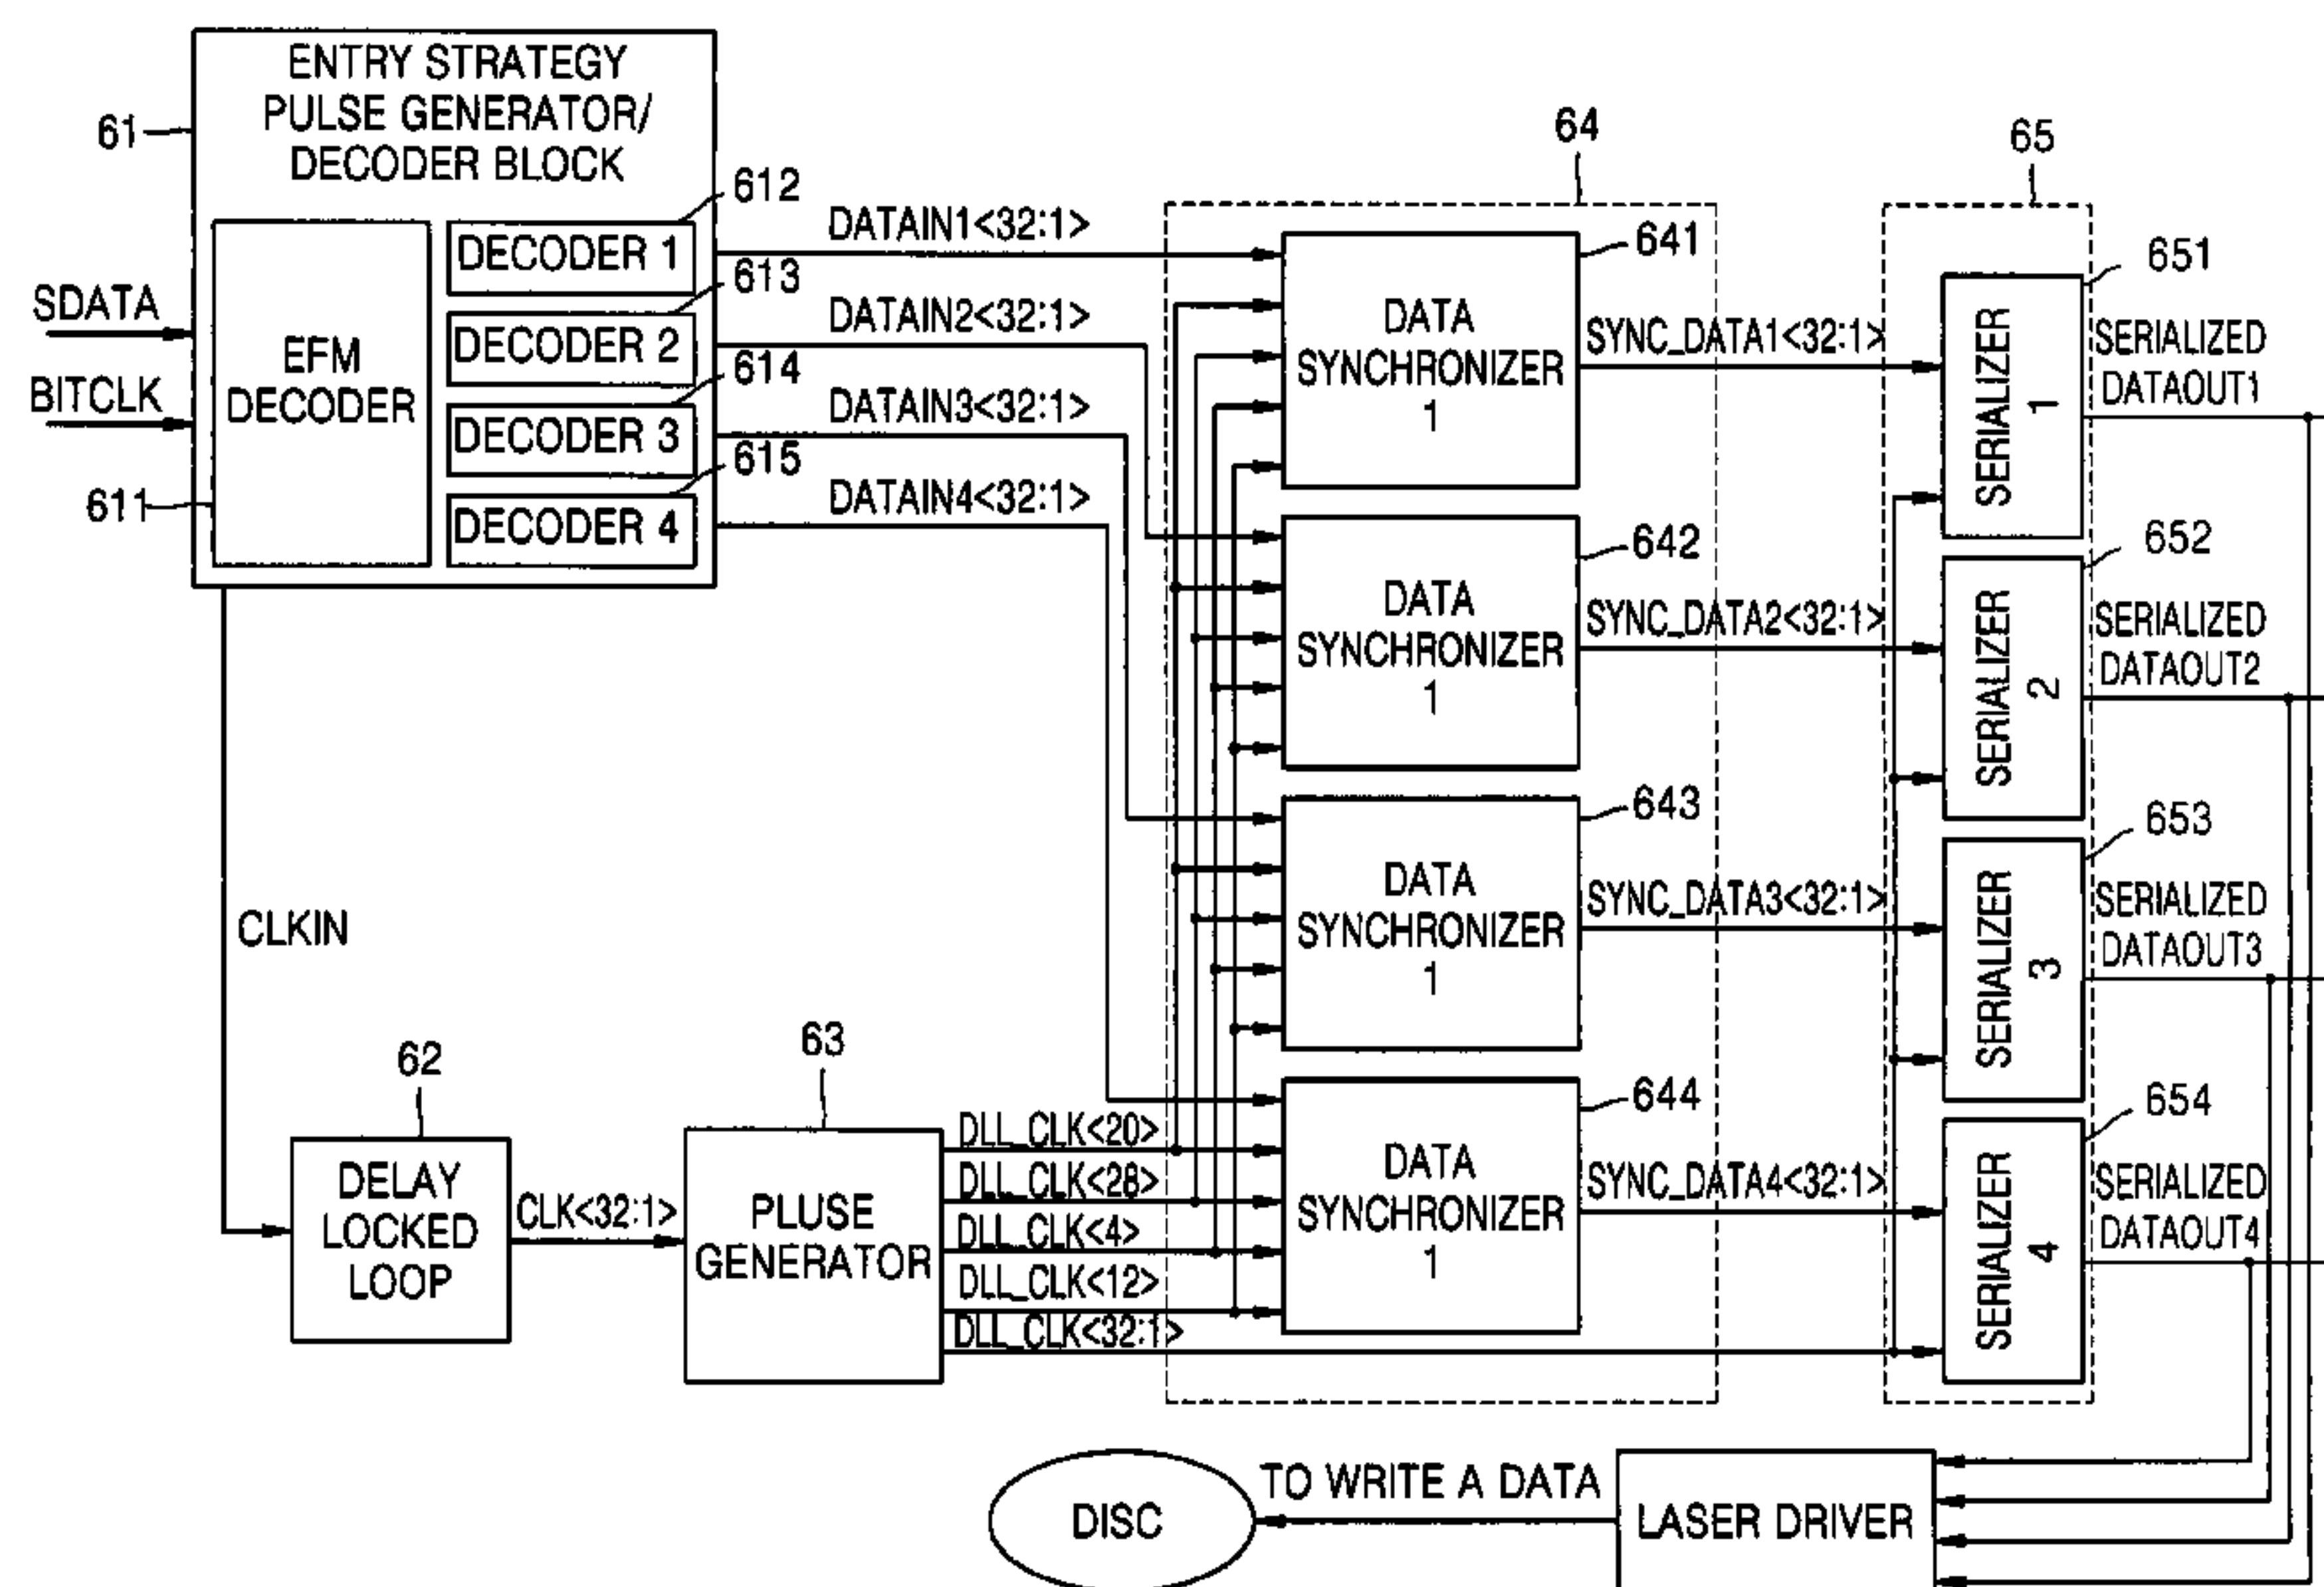 ENTRY STRATEGY
PULSE GENERATOR/
DECODER BLOCK
61
612
DECODER 1
613
DECODER 2
614
DECODER 3
615
DECODER 4
EFM
DECODER
611
SDATA
BITCLK
DATAIN1<32:1>
DATAIN2<32:1>
DATAIN3<32:1>
DATAIN4<32:1>
64
641
DATA
SYNCHRONIZER
1
642
DATA
SYNCHRONIZER
1
643
DATA
SYNCHRONIZER
1
644
DATA
SYNCHRONIZER
1
SYNC_DATA1<32:1>
SYNC_DATA2<32:1>
SYNC_DATA3<32:1>
SYNC_DATA4<32:1>
65
651
SERIALIZER
1
652
SERIALIZER
2
653
SERIALIZER
3
654
SERIALIZER
4
SERIALIZED
DATAOUT1
SERIALIZED
DATAOUT2
SERIALIZED
DATAOUT3
SERIALIZED
DATAOUT4
CLKIN
62
DELAY
LOCKED
LOOP
CLK<32:1>
63
PLUSE
GENERATOR
DLL_CLK<20>
DLL_CLK<28>
DLL_CLK<4>
DLL_CLK<12>
DLL_CLK<32:1>
DISC
TO WRITE A DATA
LASER DRIVER